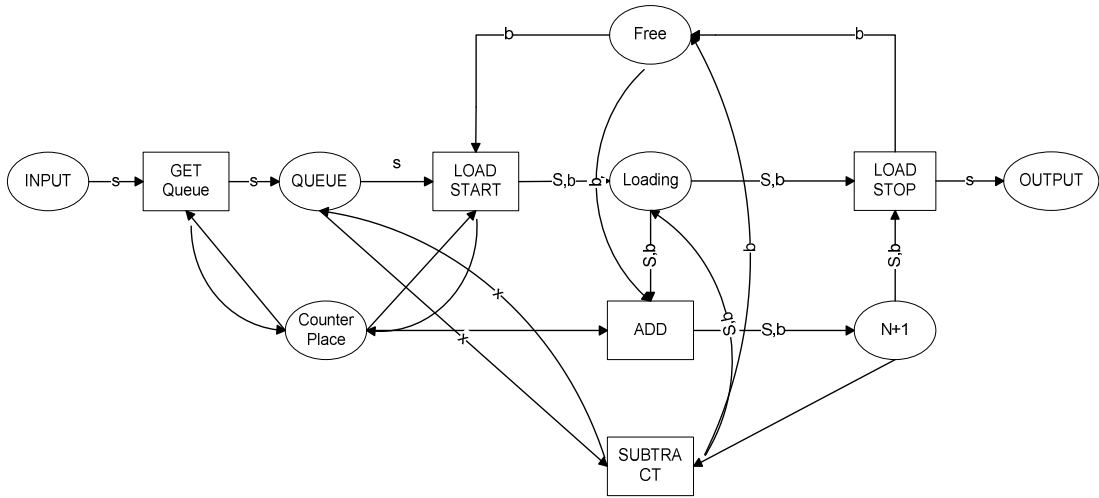 b
Free
b
INPUT
s
GET
Queue
s
QUEUE
s
LOAD
START
S,b
b
Loading
S,b
LOAD
STOP
s
OUTPUT
S,b
b
S,b
x
Counter
Place
x
ADD
S,b
S,b
N+1
SUBTRA
CT